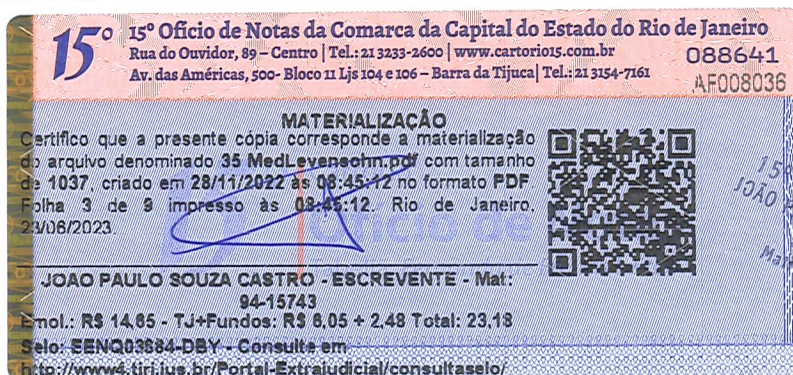 15º 15º Ofício de Notas da Comarca da Capital do Estado do Rio de Janeiro
Rua do Ouvidor, 89 – Centro | Tel.: 21 3233-2600 | www.cartorio15.com.br
Av. das Américas, 500- Bloco 11 Ljs 104 e 106 – Barra da Tijuca| Tel.: 21 3154-7161
088641
AF008036
MATERIALIZAÇÃO
Certifico que a presente cópia corresponde a materialização
do arquivo denominado 35 MedLevensohn.pdf com tamanho
de 1037, criado em 28/11/2022 às 08:45:12 no formato PDF.
Folha 3 de 9 impresso às 08:45:12. Rio de Janeiro,
23/06/2023.
Ofício de
JOAO PAULO SOUZA CASTRO - ESCREVENTE - Mat:
94-15743
Emol.: R$ 14,65 - TJ+Fundos: R$ 6,05 + 2,48 Total: 23,18
Selo: EENQ03884-DBY - Consulte em
http://www4.tjrj.jus.br/Portal-Extrajudicial/consultaselo/
15º
JOÃO